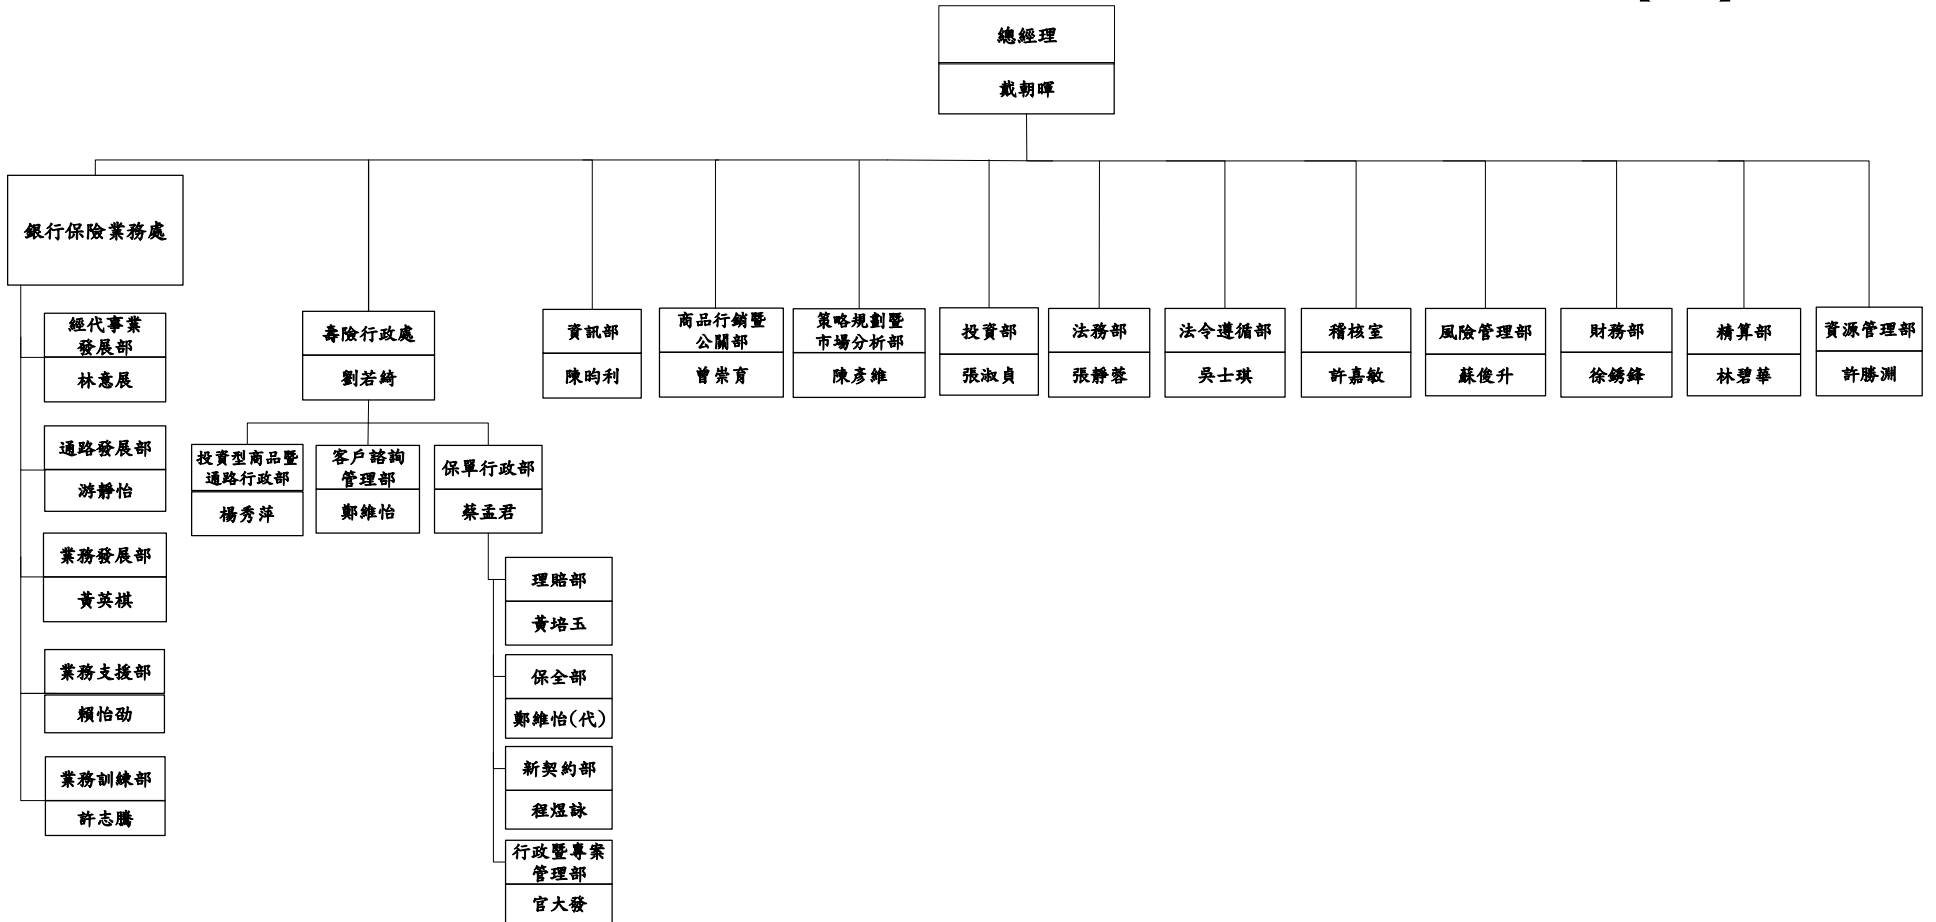 總經理
戴朝暉
銀行保險業務處
經代事業
發展部
林意展
通路發展部
游靜怡
業務發展部
黃英棋
業務支援部
賴怡劭
業務訓練部
許志騰
壽險行政處
劉若綺
投資型商品暨
通路行政部
楊秀萍
客戶諮詢
管理部
鄭維怡
保單行政部
蔡孟君
理賠部
黃培玉
保全部
鄭維怡(代)
新契約部
程煜詠
行政暨專案
管理部
官大發
資訊部
陳昀利
商品行銷暨
公關部
曾崇育
策略規劃暨
市場分析部
陳彥維
投資部
張淑貞
法務部
張靜蓉
法令遵循部
吳士琪
稽核室
許嘉敏
風險管理部
蘇俊升
財務部
徐銹鋒
精算部
林碧華
資源管理部
許勝淵